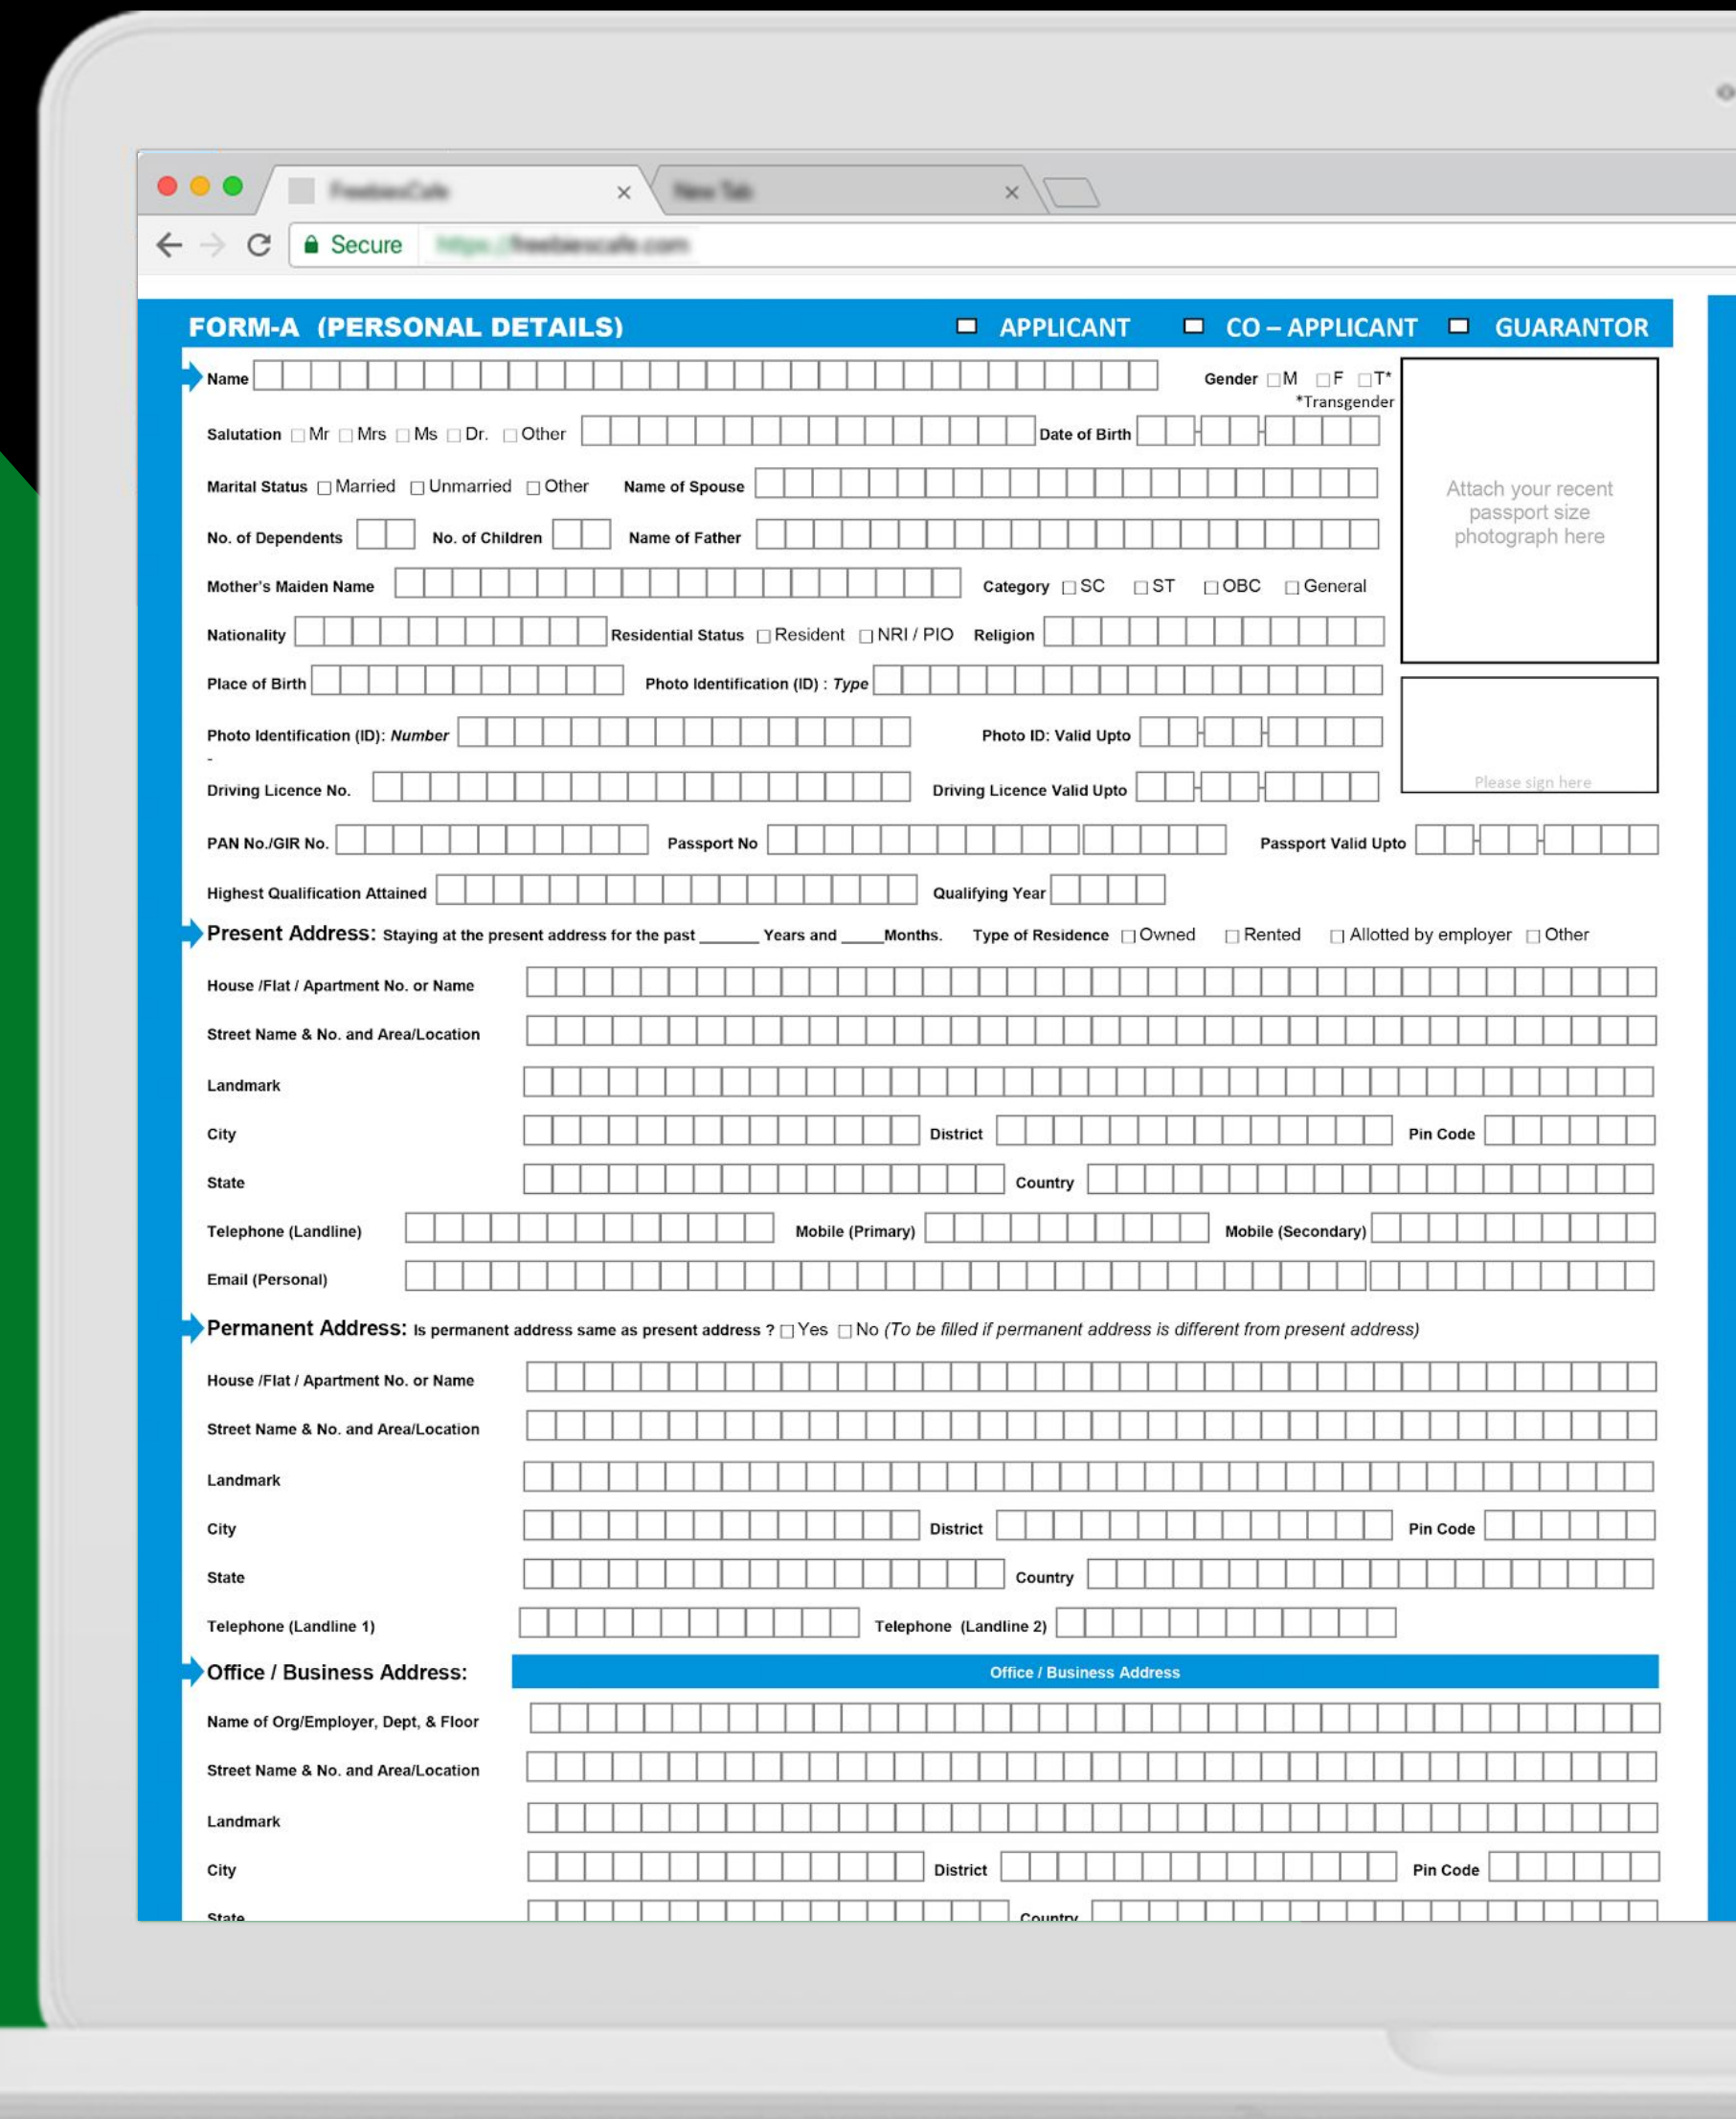 FreebiesCafe
New Tab
Secure https://freebiescafe.com
FORM-A (PERSONAL DETAILS) APPLICANT CO – APPLICANT GUARANTOR
Name Gender M F T*
*Transgender
Salutation Mr Mrs Ms Dr. Other Date of Birth
Marital Status Married Unmarried Other Name of Spouse
Attach your recent
passport size
photograph here
No. of Dependents No. of Children Name of Father
Mother's Maiden Name Category SC ST OBC General
Nationality Residential Status Resident NRI / PIO Religion
Place of Birth Photo Identification (ID) : Type
Photo Identification (ID): Number Photo ID: Valid Upto
-
Please sign here
Driving Licence No. Driving Licence Valid Upto
PAN No./GIR No. Passport No Passport Valid Upto
Highest Qualification Attained Qualifying Year
Present Address: Staying at the present address for the past ______ Years and ____Months. Type of Residence Owned Rented Allotted by employer Other
House /Flat / Apartment No. or Name
Street Name & No. and Area/Location
Landmark
City District Pin Code
State Country
Telephone (Landline) Mobile (Primary) Mobile (Secondary)
Email (Personal)
Permanent Address: Is permanent address same as present address ? Yes No (To be filled if permanent address is different from present address)
House /Flat / Apartment No. or Name
Street Name & No. and Area/Location
Landmark
City District Pin Code
State Country
Telephone (Landline 1) Telephone (Landline 2)
Office / Business Address: Office / Business Address
Name of Org/Employer, Dept, & Floor
Street Name & No. and Area/Location
Landmark
City District Pin Code
State Country